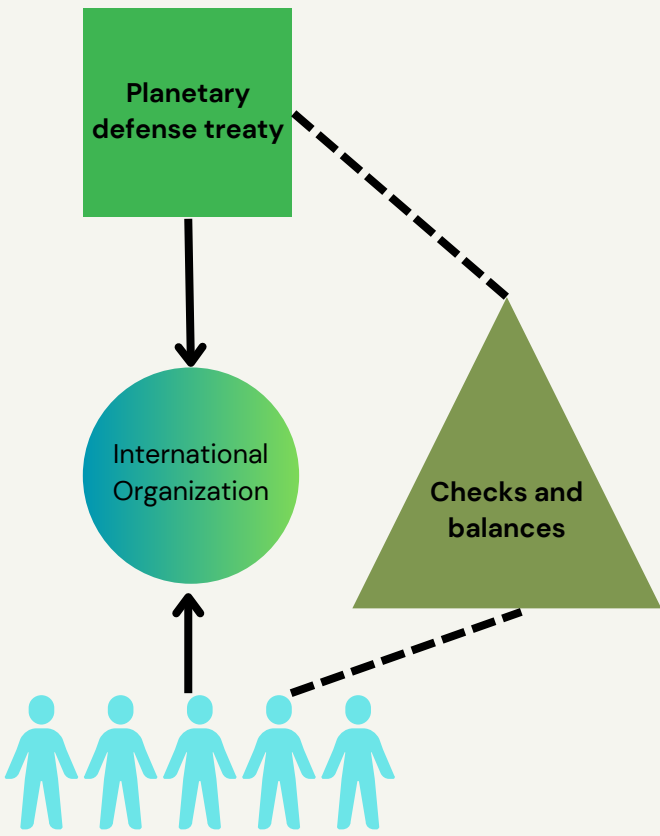 Planetary
defense treaty
International
Organization
Checks and
balances